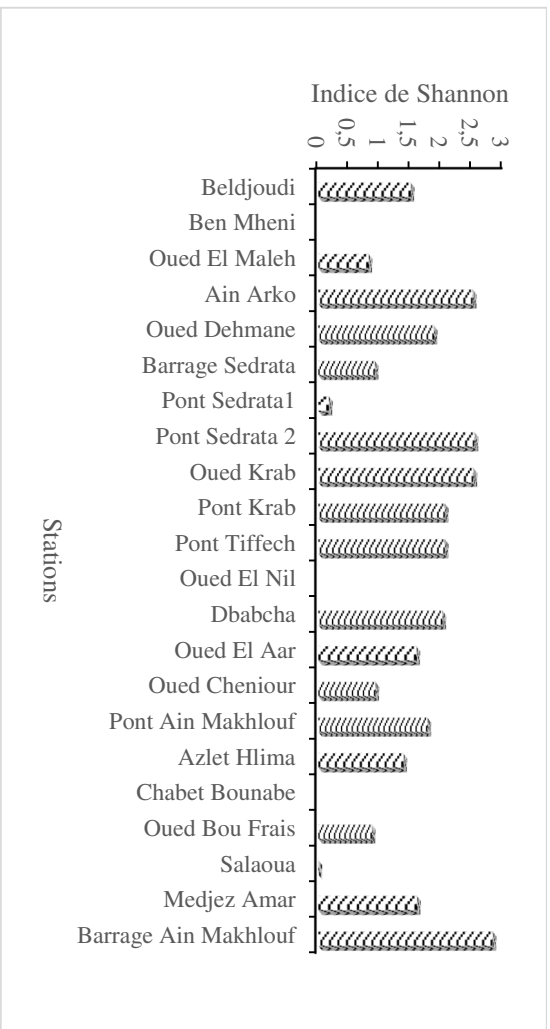 Indice de Shannon
0
0,5
1
1,5
2
2,5
3
Beldjoudi
Ben Mheni
Oued El Maleh
Ain Arko
Oued Dehmane
Barrage Sedrata
Pont Sedrata1
Pont Sedrata 2
Oued Krab
Pont Krab
Pont Tiffech
Oued El Nil
Dbabcha
Oued El Aar
Oued Cheniour
Pont Ain Makhlouf
Azlet Hlima
Chabet Bounabe
Oued Bou Frais
Salaoua
Medjez Amar
Barrage Ain Makhlouf
Stations